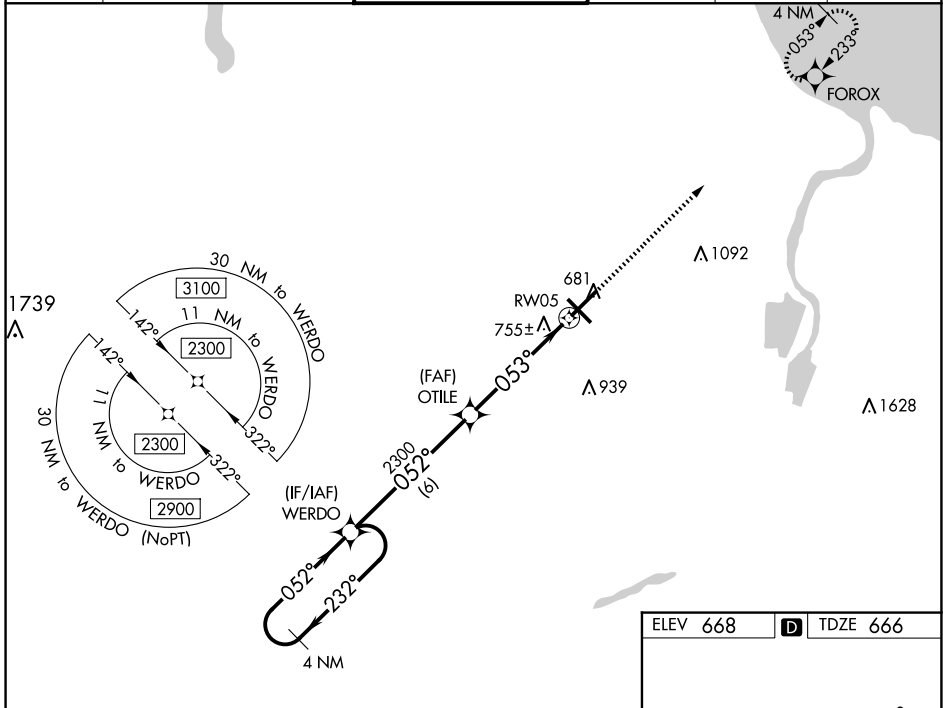 4 NM
053°
233°
FOROX
1092
681
RW05
755±
939
1628
1739
30 NM to WERDO
3100
11 NM to WERDO
2300
142°
322°
142°
322°
11 NM to WERDO
2300
30 NM to WERDO (NoPT)
2900
(FAF)
OTILE
053°
2300
052°
(6)
(IF/IAF)
WERDO
052°
232°
4 NM
ELEV 668
D
TDZE 666